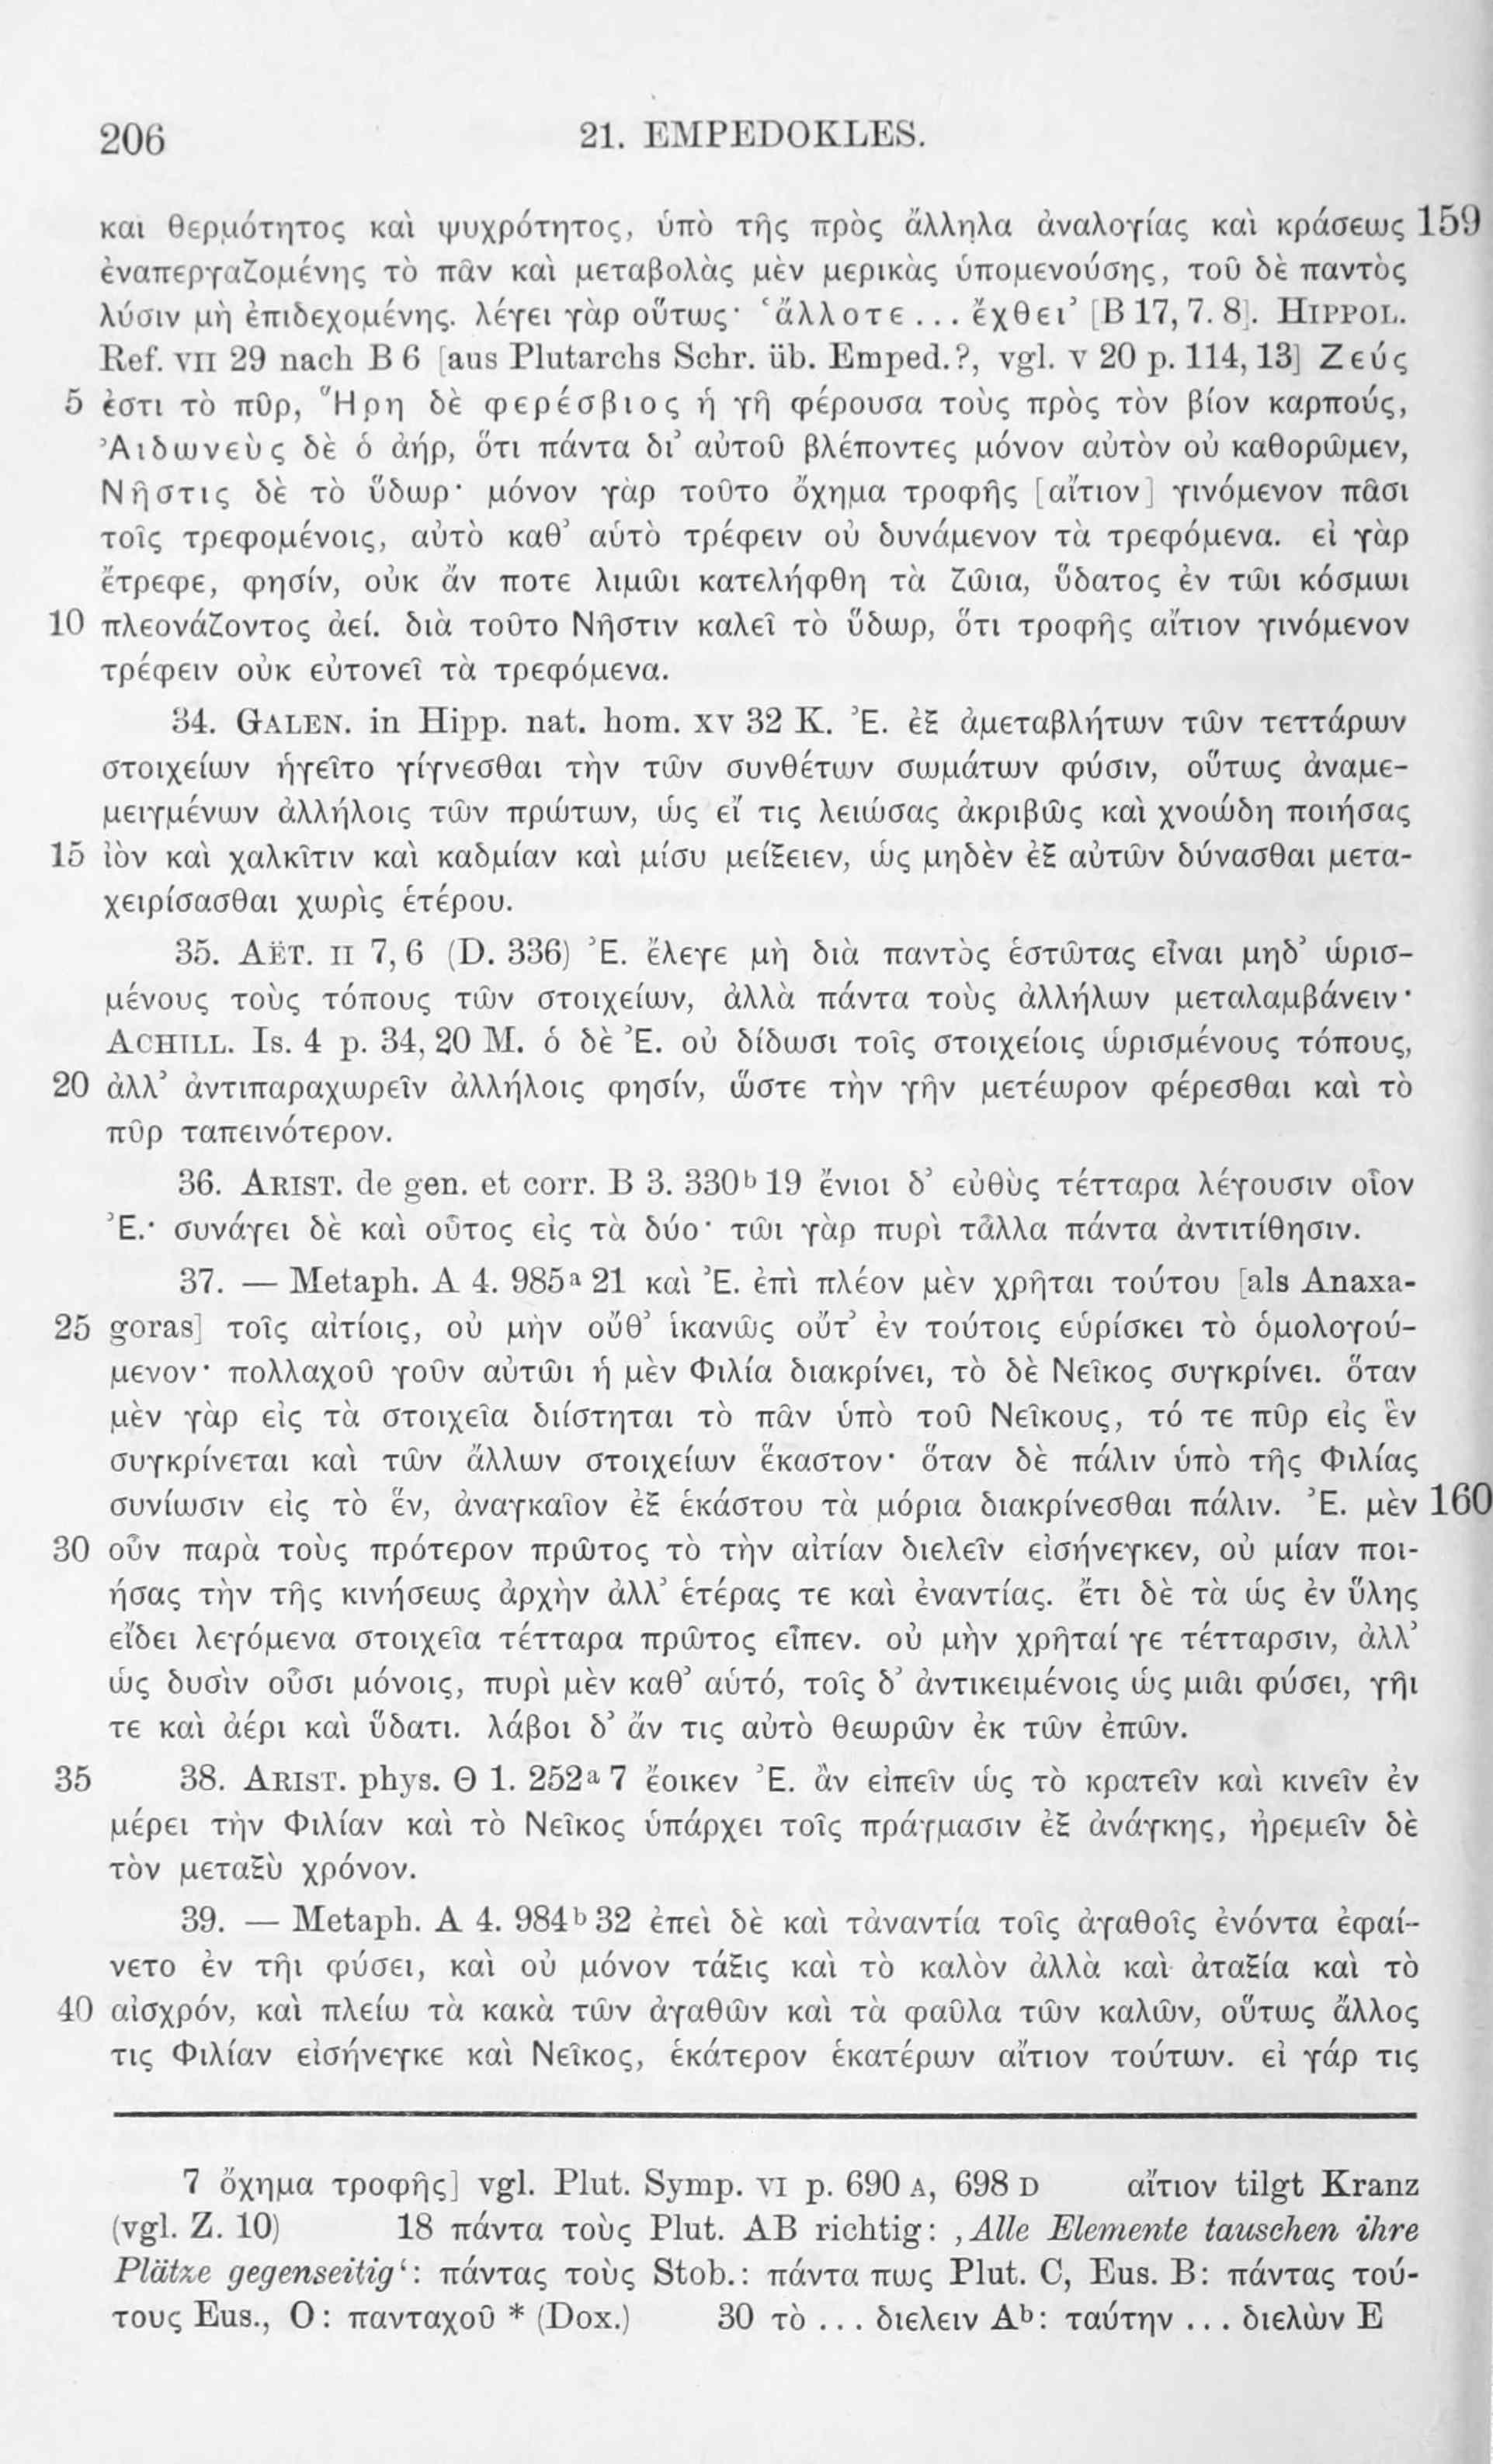 206 21. EMPEDOKLES.
και θερμότητος καὶ ψυχρότητος, ὑπὸ τῆς πρὸς ἄλληλα ἀναλογίας καὶ κράσεως 159
ἐναπεργαζομένης τὸ πᾶν καὶ μεταβολὰς μὲν μερικὰς ὑπομενούσης, τοῦ δὲ παντὸς
λύσιν μὴ ἐπιδεχομένης. λέγει γὰρ οὕτως· ‘ἄλλοτε ... ἔχθει’ [B 17, 7. 8]. HIPPOL.
Ref. VII 29 nach B 6 [aus Plutarchs Schr. üb. Emped.?, vgl. V 20 p. 114, 13] Ζεύς
5 ἐστι τὸ πῦρ, Ἥρη δὲ φερέσβιος ἡ γῆ φέρουσα τοὺς πρὸς τὸν βίον καρπούς,
Ἀιδωνεὺς δὲ ὁ ἀήρ, ὅτι πάντα δι’ αὐτοῦ βλέποντες μόνον αὐτὸν οὐ καθορῶμεν,
Νῆστις δὲ τὸ ὕδωρ· μόνον γὰρ τοῦτο ὄχημα τροφῆς [αἴτιον] γινόμενον πᾶσι
τοῖς τρεφομένοις, αὐτὸ καθ’ αὑτὸ τρέφειν οὐ δυνάμενον τὰ τρεφόμενα. εἰ γὰρ
ἔτρεφε, φησίν, οὐκ ἄν ποτε λιμῶι κατελήφθη τὰ ζῶια, ὕδατος ἐν τῶι κόσμωι
10 πλεονάζοντος ἀεί. διὰ τοῦτο Νῆστιν καλεῖ τὸ ὕδωρ, ὅτι τροφῆς αἴτιον γινόμενον
τρέφειν οὐκ εὐτονεῖ τὰ τρεφόμενα.
34. GALEN. in Hipp. nat. hom. XV 32 K. Ἐ. ἐξ ἀμεταβλήτων τῶν τεττάρων
στοιχείων ἡγεῖτο γίγνεσθαι τὴν τῶν συνθέτων σωμάτων φύσιν, οὕτως ἀναμε-
μειγμένων ἀλλήλοις τῶν πρώτων, ὡς εἴ τις λειώσας ἀκριβῶς καὶ χνοώδη ποιήσας
15 ἰὸν καὶ χαλκῖτιν καὶ καδμίαν καὶ μίσυ μείξειεν, ὡς μηδὲν ἐξ αὐτῶν δύνασθαι μετα-
χειρίσασθαι χωρὶς ἑτέρου.
35. AËT. II 7, 6 (D. 336) Ἐ. ἔλεγε μὴ διὰ παντὸς ἑστῶτας εἶναι μηδ’ ὡρισ-
μένους τοὺς τόπους τῶν στοιχείων, ἀλλὰ πάντα τοὺς ἀλλήλων μεταλαμβάνειν·
ACHILL. Is. 4 p. 34, 20 M. ὁ δὲ Ἐ. οὐ δίδωσι τοῖς στοιχείοις ὡρισμένους τόπους,
20 ἀλλ’ ἀντιπαραχωρεῖν ἀλλήλοις φησίν, ὥστε τὴν γῆν μετέωρον φέρεσθαι καὶ τὸ
πῦρ ταπεινότερον.
36. ARIST. de gen. et corr. B 3. 330ᵇ 19 ἔνιοι δ’ εὐθὺς τέτταρα λέγουσιν οἷον
Ἐ.· συνάγει δὲ καὶ οὗτος εἰς τὰ δύο· τῶι γὰρ πυρὶ τἆλλα πάντα ἀντιτίθησιν.
37. — Metaph. A 4. 985ᵃ 21 καὶ Ἐ. ἐπὶ πλέον μὲν χρῆται τούτου [als Anaxa-
25 goras] τοῖς αἰτίοις, οὐ μὴν οὔθ’ ἱκανῶς οὔτ’ ἐν τούτοις εὑρίσκει τὸ ὁμολογού-
μενον· πολλαχοῦ γοῦν αὐτῶι ἡ μὲν Φιλία διακρίνει, τὸ δὲ Νεῖκος συγκρίνει. ὅταν
μὲν γὰρ εἰς τὰ στοιχεῖα διίστηται τὸ πᾶν ὑπὸ τοῦ Νείκους, τό τε πῦρ εἰς ἓν
συγκρίνεται καὶ τῶν ἄλλων στοιχείων ἕκαστον· ὅταν δὲ πάλιν ὑπὸ τῆς Φιλίας
συνίωσιν εἰς τὸ ἕν, ἀναγκαῖον ἐξ ἑκάστου τὰ μόρια διακρίνεσθαι πάλιν. Ἐ. μὲν 160
30 οὖν παρὰ τοὺς πρότερον πρῶτος τὸ τὴν αἰτίαν διελεῖν εἰσήνεγκεν, οὐ μίαν ποι-
ήσας τὴν τῆς κινήσεως ἀρχὴν ἀλλ’ ἑτέρας τε καὶ ἐναντίας. ἔτι δὲ τὰ ὡς ἐν ὕλης
εἴδει λεγόμενα στοιχεῖα τέτταρα πρῶτος εἶπεν. οὐ μὴν χρῆταί γε τέτταρσιν, ἀλλ’
ὡς δυσὶν οὖσι μόνοις, πυρὶ μὲν καθ’ αὑτό, τοῖς δ’ ἀντικειμένοις ὡς μιᾶι φύσει, γῆι
τε καὶ ἀέρι καὶ ὕδατι. λάβοι δ’ ἄν τις αὐτὸ θεωρῶν ἐκ τῶν ἐπῶν.
35 38. ARIST. phys. Θ 1. 252ᵃ 7 ἔοικεν Ἐ. ἂν εἰπεῖν ὡς τὸ κρατεῖν καὶ κινεῖν ἐν
μέρει τὴν Φιλίαν καὶ τὸ Νεῖκος ὑπάρχει τοῖς πράγμασιν ἐξ ἀνάγκης, ἠρεμεῖν δὲ
τὸν μεταξὺ χρόνον.
39. — Metaph. A 4. 984ᵇ 32 ἐπεὶ δὲ καὶ τἀναντία τοῖς ἀγαθοῖς ἐνόντα ἐφαί-
νετο ἐν τῆι φύσει, καὶ οὐ μόνον τάξις καὶ τὸ καλὸν ἀλλὰ καὶ ἀταξία καὶ τὸ
40 αἰσχρόν, καὶ πλείω τὰ κακὰ τῶν ἀγαθῶν καὶ τὰ φαῦλα τῶν καλῶν, οὕτως ἄλλος
τις Φιλίαν εἰσήνεγκε καὶ Νεῖκος, ἑκάτερον ἑκατέρων αἴτιον τούτων. εἰ γάρ τις
7 ὄχημα τροφῆς] vgl. Plut. Symp. VI p. 690 A, 698 D αἴτιον tilgt Kranz
(vgl. Z. 10) 18 πάντα τοὺς Plut. AB richtig: ‚Alle Elemente tauschen ihre
Plätze gegenseitig‘: πάντας τοὺς Stob.: πάντα πως Plut. C, Eus. B: πάντας τού-
τους Eus., O: πανταχοῦ * (Dox.) 30 τὸ ... διελειν Aᵇ: ταύτην ... διελὼν E